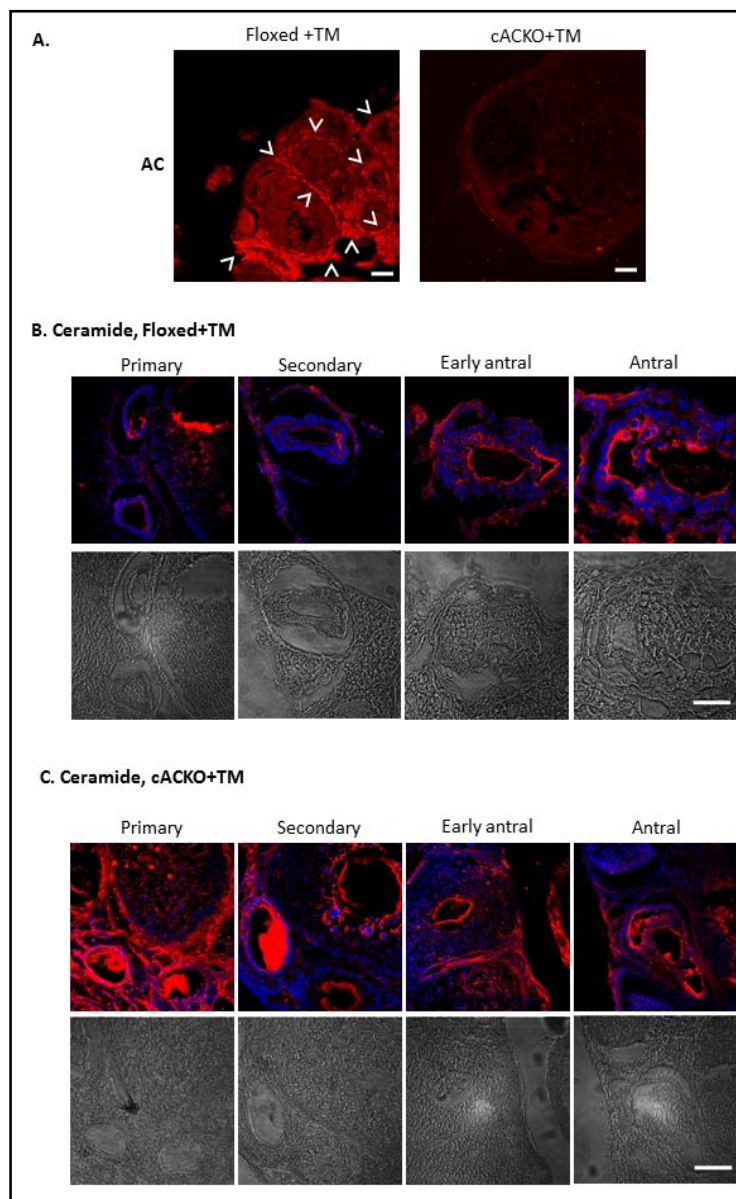 A.
Floxed +TM cACKO+TM
AC
B. Ceramide, Floxed+TM
Primary Secondary Early antral Antral
C. Ceramide, cACKO+TM
Primary Secondary Early antral Antral